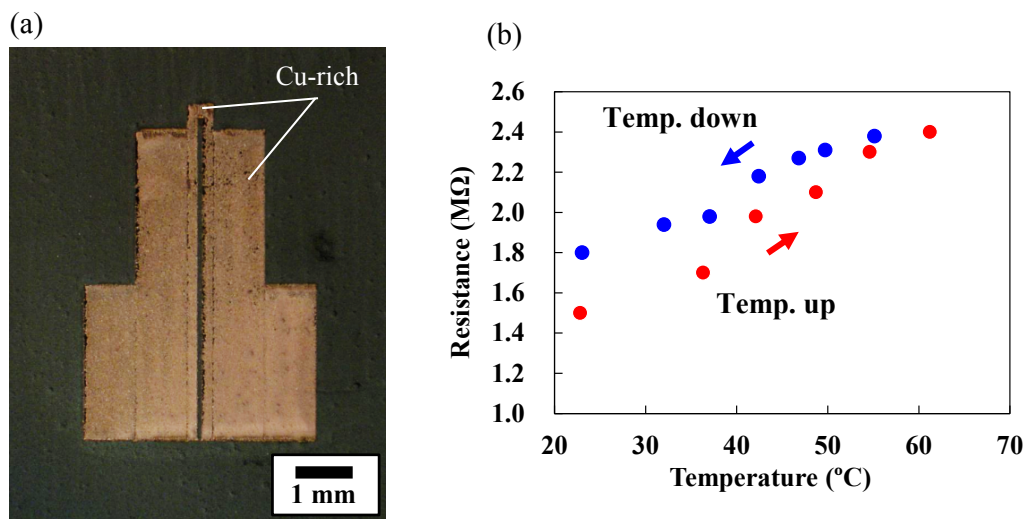 (a)
Cu-rich
1 mm
(b)
Resistance (MΩ)
2.6
2.4
2.2
2.0
1.8
1.6
1.4
1.2
1.0
Temp. down
Temp. up
20
30
40
50
60
70
Temperature (°C)